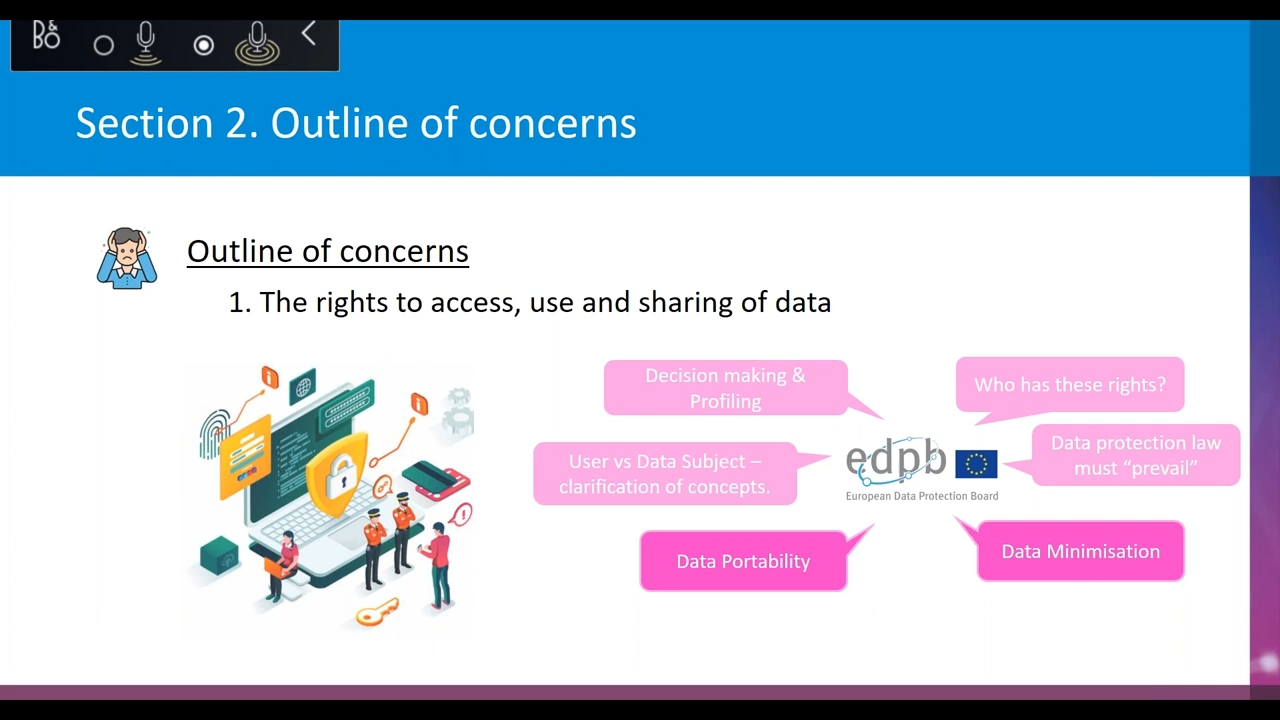 B&O
Section 2. Outline of concerns
Outline of concerns
1. The rights to access, use and sharing of data
Decision making &
Profiling
Who has these rights?
User vs Data Subject –
clarification of concepts.
Data protection law
must “prevail”
edpb
European Data Protection Board
Data Portability
Data Minimisation